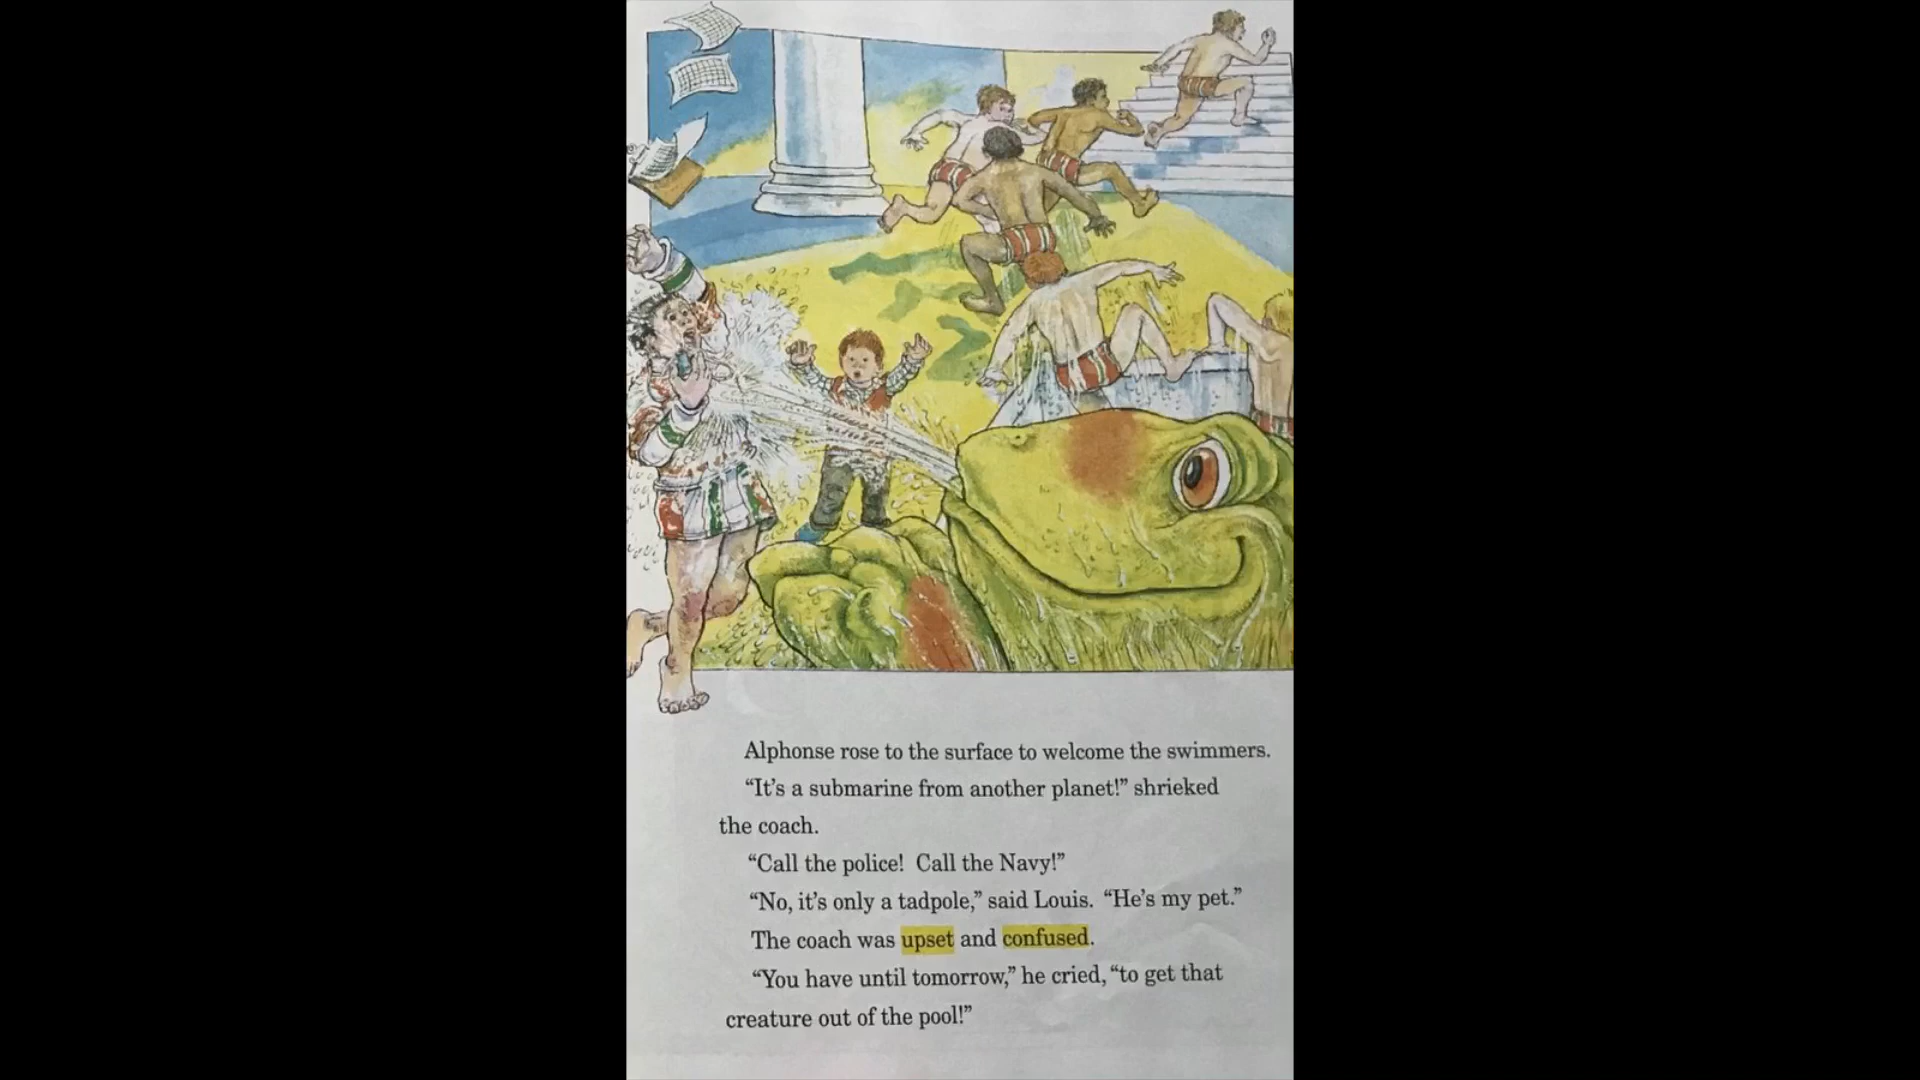 Alphonse rose to the surface to welcome the swimmers.
“It’s a submarine from another planet!” shrieked
the coach.
“Call the police!  Call the Navy!”
“No, it’s only a tadpole,” said Louis.  “He’s my pet.”
The coach was upset and confused.
“You have until tomorrow,” he cried, “to get that
creature out of the pool!”